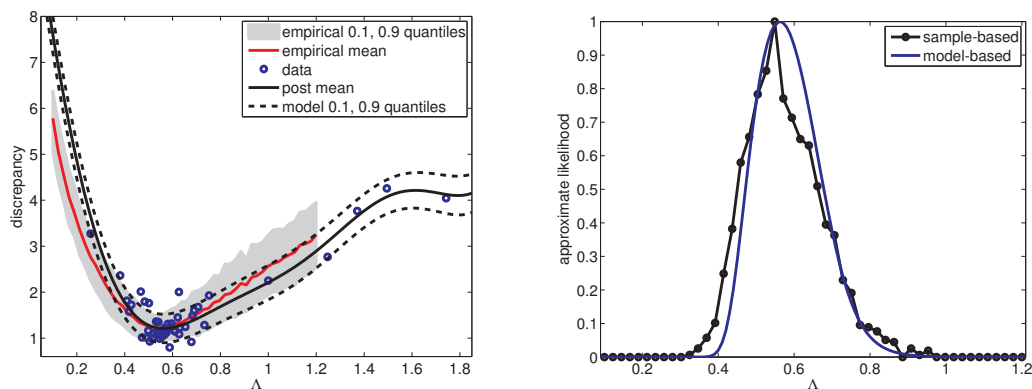 8
7
6
5
4
3
2
1
discrepancy
0.2 0.4 0.6 0.8 1 1.2 1.4 1.6 1.8
Λ
empirical 0.1, 0.9 quantiles
empirical mean
data
post mean
model 0.1, 0.9 quantiles
1
0.9
0.8
0.7
0.6
0.5
0.4
0.3
0.2
0.1
0
approximate likelihood
0.2 0.4 0.6 0.8 1 1.2
Λ
sample-based
model-based